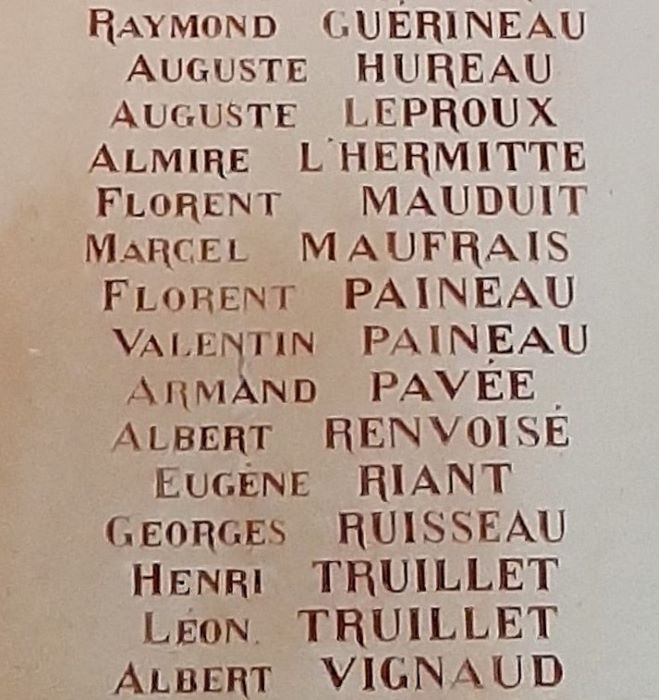 RAYMOND GUÉRINEAU
AUGUSTE HUREAU
AUGUSTE LEPROUX
ALMIRE L'HERMITTE
FLORENT MAUDUIT
MARCEL MAUFRAIS
FLORENT PAINEAU
VALENTIN PAINEAU
ARMAND PAVÉE
ALBERT RENVOISÉ
EUGÈNE RIANT
GEORGES RUISSEAU
HENRI TRUILLET
LÉON TRUILLET
ALBERT VIGNAUD